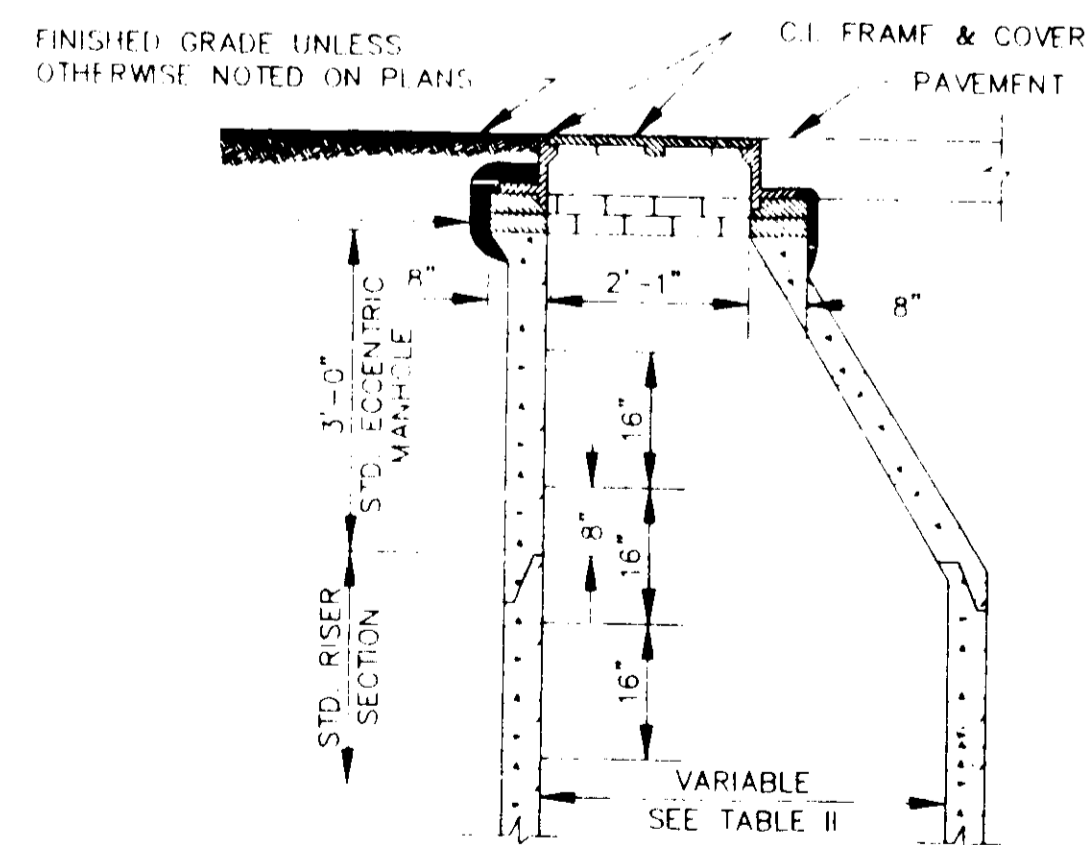 FINISHED GRADE UNLESS
OTHERWISE NOTED ON PLANS
C.I. FRAME & COVER
PAVEMENT
8"
2'-1"
8"
3'-0"
STD. ECCENTRIC
MANHOLE
16"
8"
16"
16"
STD. RISER
SECTION
VARIABLE
SEE TABLE II